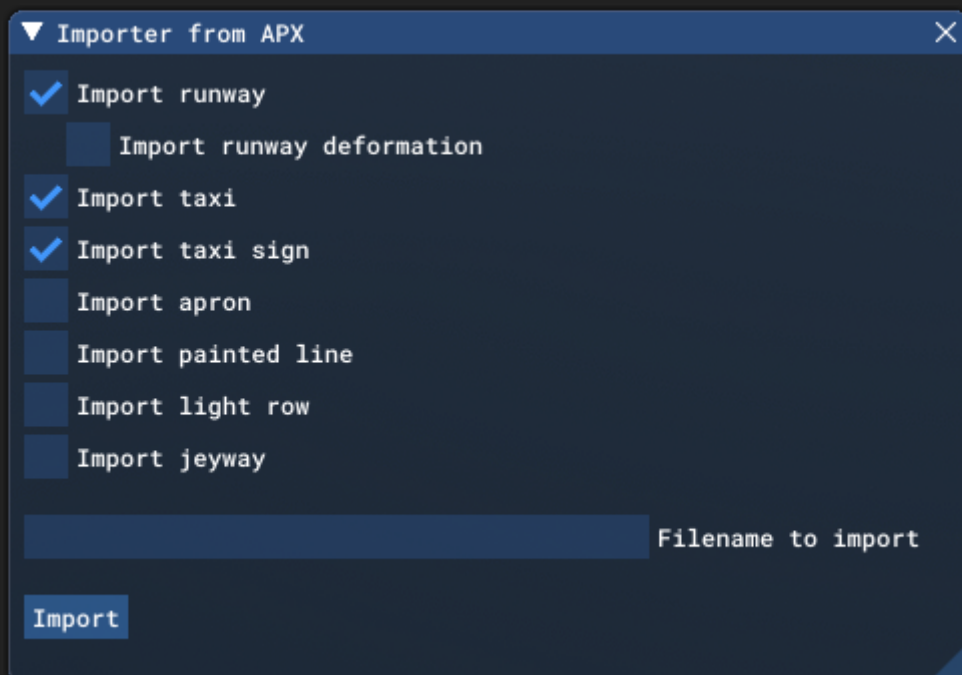 Importer from APX
Import runway
Import runway deformation
Import taxi
Import taxi sign
Import apron
Import painted line
Import light row
Import jeyway
Filename to import
Import